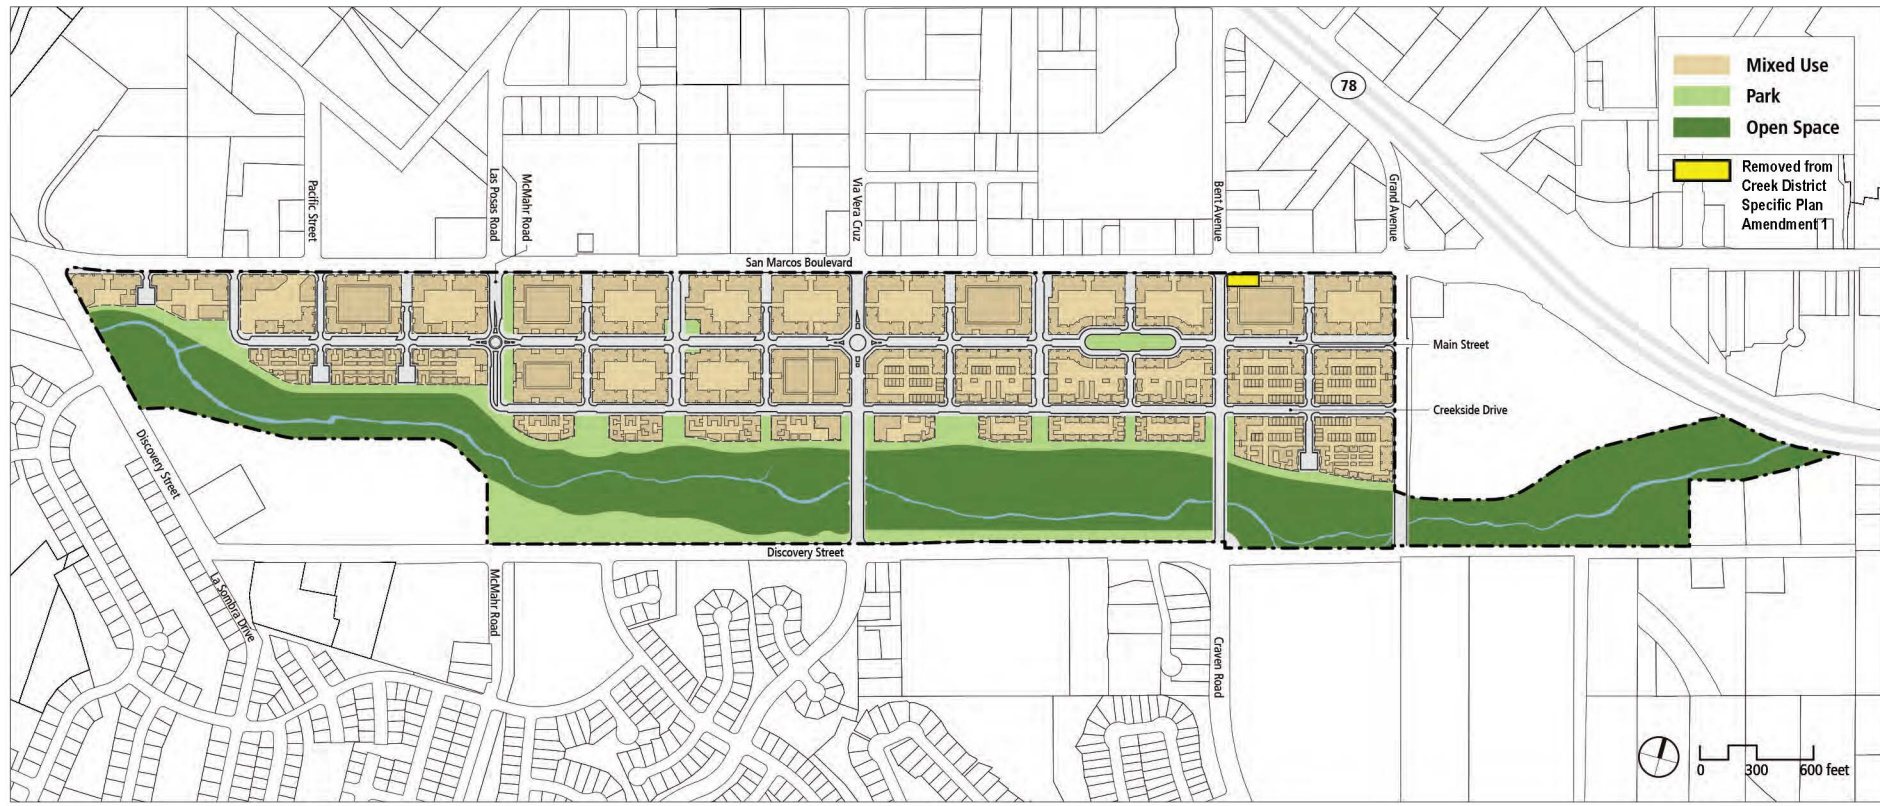 78
Mixed Use
Park
Open Space
Removed from
Creek District
Specific Plan
Amendment 1
Pacific Street
Las Posas Road
McMahr Road
Via Vera Cruz
Bent Avenue
Grand Avenue
San Marcos Boulevard
Main Street
Creekside Drive
Discovery Street
Discovery Street
La Sombra Drive
McMahr Road
Craven Road
0 300 600 feet